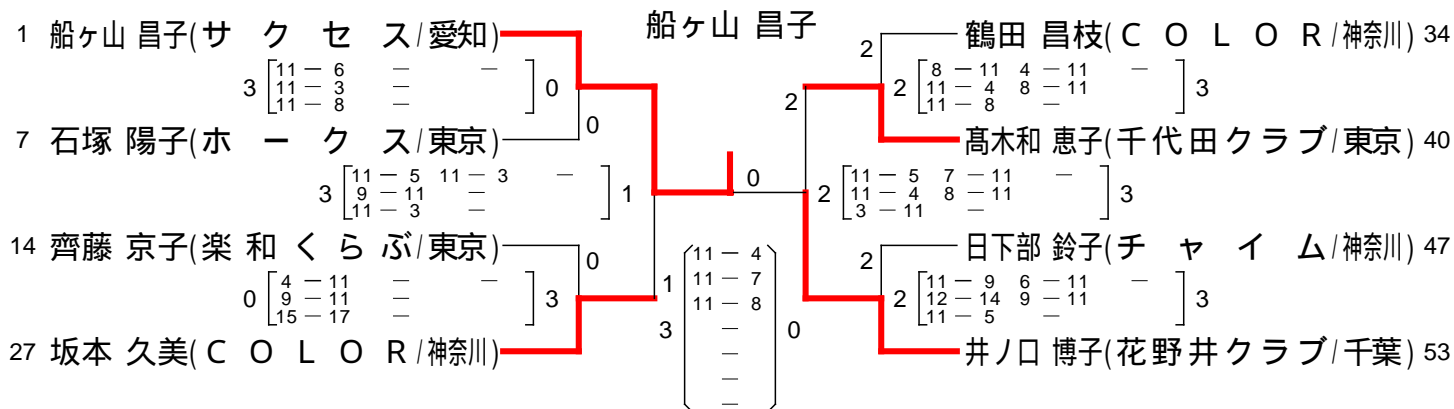 船ヶ山 昌子
1 船ヶ山 昌子(サクセス/愛知)
3 [11 － 6 － － ] 0
11 － 3 －
11 － 8 －
0
7 石塚 陽子(ホークス/東京)
3 [11 － 5 11 － 3 － ] 1
9 － 11 －
11 － 3 －
14 齊藤 京子(楽和くらぶ/東京)
0
0 [4 － 11 － － ] 3
9 － 11 －
15 － 17 －
1
27 坂本 久美(COLOR/神奈川)
0
3 (11 － 4 ) 0
11 － 7
11 － 8
－
－
－
－
鶴田 昌枝(COLOR/神奈川) 34
2
2 [8 － 11 4 － 11 － ] 3
11 － 4 8 － 11
11 － 8 －
2
髙木和 恵子(千代田クラブ/東京) 40
2 [11 － 5 7 － 11 － ] 3
11 － 4 8 － 11
3 － 11 －
日下部 鈴子(チャイム/神奈川) 47
2
2 [11 － 9 6 － 11 － ] 3
12 － 14 9 － 11
11 － 5 －
井ノ口 博子(花野井クラブ/千葉) 53